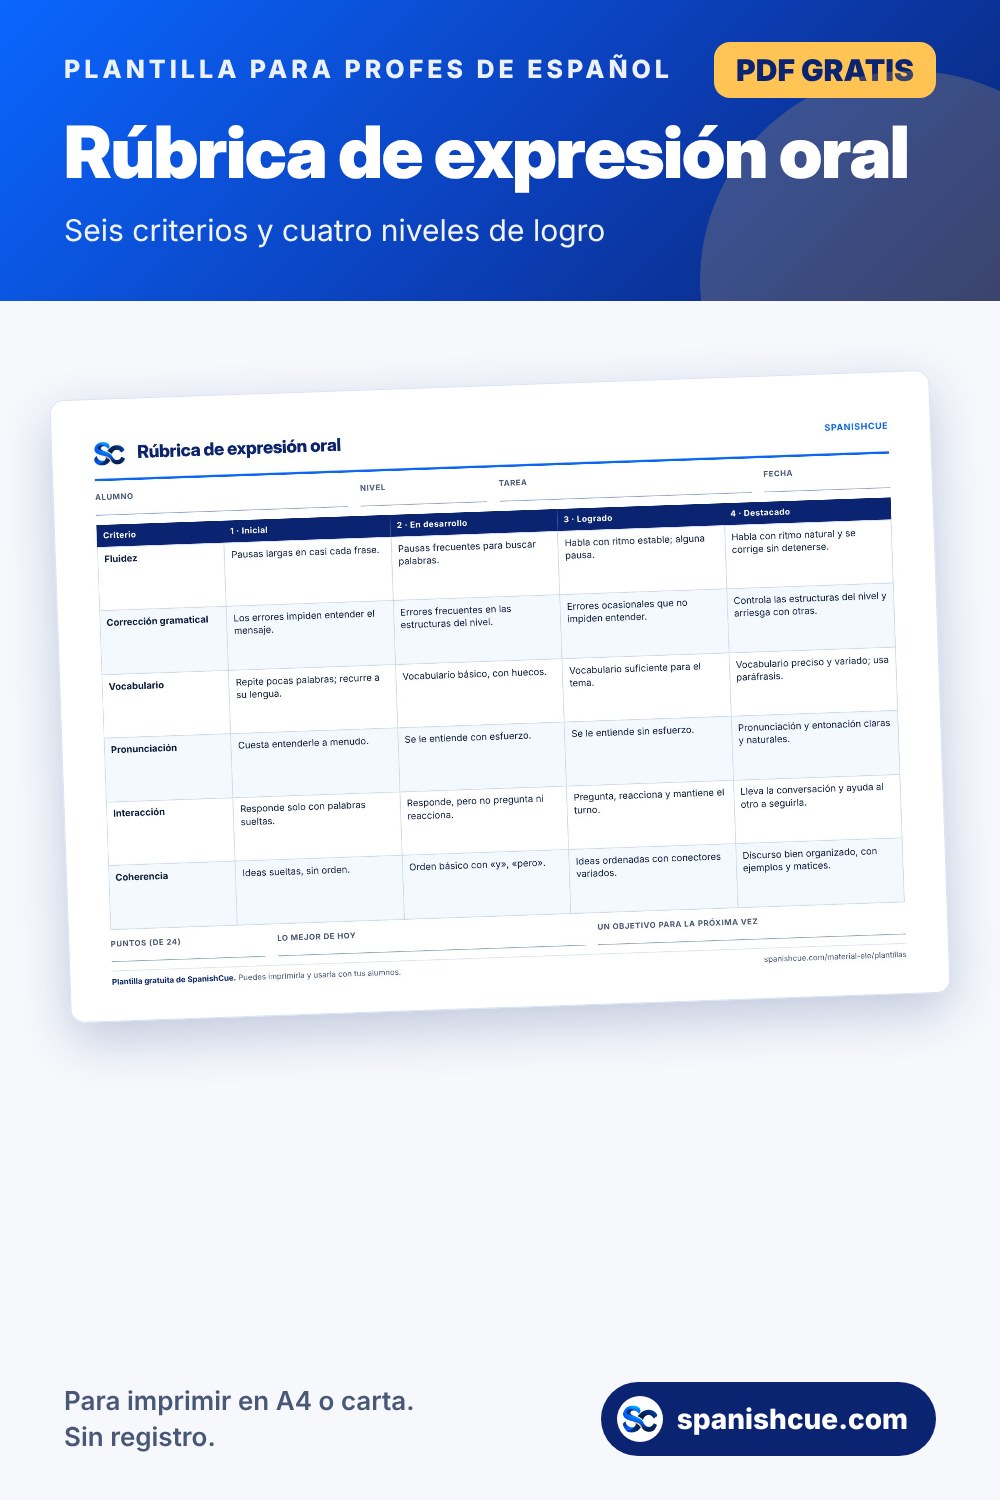 PLANTILLA PARA PROFES DE ESPAÑOL
PDF GRATIS
Rúbrica de expresión oral
Seis criterios y cuatro niveles de logro
SC Rúbrica de expresión oral
SPANISHCUE
ALUMNO
NIVEL
TAREA
FECHA
Criterio
1 · Inicial
2 · En desarrollo
3 · Logrado
4 · Destacado
Fluidez
Pausas largas en casi cada frase.
Pausas frecuentes para buscar
palabras.
Habla con ritmo estable; alguna
pausa.
Habla con ritmo natural y se
corrige sin detenerse.
Corrección gramatical
Los errores impiden entender el
mensaje.
Errores frecuentes en las
estructuras del nivel.
Errores ocasionales que no
impiden entender.
Controla las estructuras del nivel y
arriesga con otras.
Vocabulario
Repite pocas palabras; recurre a
su lengua.
Vocabulario básico, con huecos.
Vocabulario suficiente para el
tema.
Vocabulario preciso y variado; usa
paráfrasis.
Pronunciación
Cuesta entenderle a menudo.
Se le entiende con esfuerzo.
Se le entiende sin esfuerzo.
Pronunciación y entonación claras
y naturales.
Interacción
Responde solo con palabras
sueltas.
Responde, pero no pregunta ni
reacciona.
Pregunta, reacciona y mantiene el
turno.
Lleva la conversación y ayuda al
otro a seguirla.
Coherencia
Ideas sueltas, sin orden.
Orden básico con «y», «pero».
Ideas ordenadas con conectores
variados.
Discurso bien organizado, con
ejemplos y matices.
PUNTOS (DE 24)
LO MEJOR DE HOY
UN OBJETIVO PARA LA PRÓXIMA VEZ
Plantilla gratuita de SpanishCue. Puedes imprimirla y usarla con tus alumnos.
spanishcue.com/material-ele/plantillas
Para imprimir en A4 o carta.
Sin registro.
SC spanishcue.com